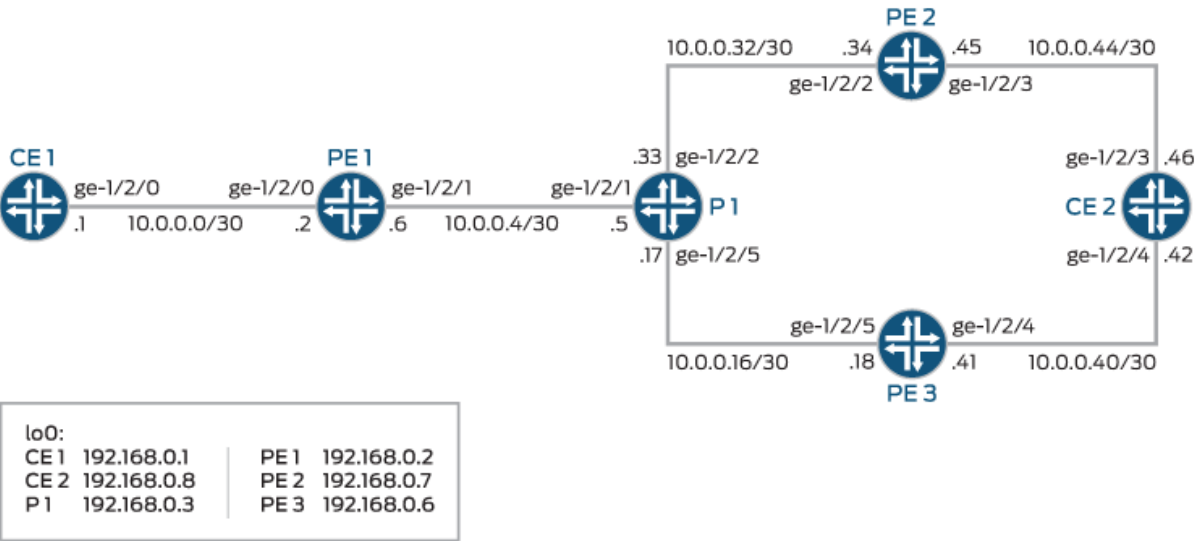 PE 2
10.0.0.32/30 .34 .45 10.0.0.44/30
ge-1/2/2 ge-1/2/3
CE 1 PE 1 .33 ge-1/2/2 ge-1/2/3 .46
ge-1/2/0 ge-1/2/0 ge-1/2/1 ge-1/2/1
P 1 CE 2
.1 10.0.0.0/30 .2 .6 10.0.0.4/30 .5
.17 ge-1/2/5 ge-1/2/4 .42
ge-1/2/5 ge-1/2/4
10.0.0.16/30 .18 .41 10.0.0.40/30
PE 3
lo0:
CE 1 192.168.0.1 PE 1 192.168.0.2
CE 2 192.168.0.8 PE 2 192.168.0.7
P 1 192.168.0.3 PE 3 192.168.0.6